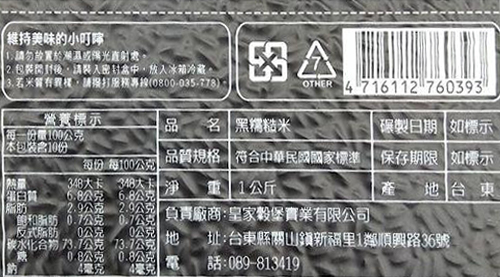 維持美味的小叮嚀
1.請勿放置於潮濕或陽光直射處。
2.包裝開封後，請裝入密封盒中，放入冰箱冷藏。
3.若米質有異樣，請撥打服務專線(0800-035-778)
7
OTHER
4 716112 760393
營養標示
每一份量100公克
本包裝含10份
每份 每100公克
熱量 348大卡 348大卡
蛋白質 6.8公克 6.8公克
脂肪 2.9公克 2.9公克
飽和脂肪 0.7公克 0.7公克
反式脂肪 0公克 0公克
碳水化合物 73.7公克 73.7公克
糖 0.8公克 0.8公克
鈉 4毫克 4毫克
品名 黑糯糙米 碾製日期 如標示
品質規格 符合中華民國國家標準 保存期限 如標示
淨重 1公斤 產地 台東
負責廠商:皇家穀堡實業有限公司
地址:台東縣關山鎮新福里1鄰順興路36號
電話:089-813419